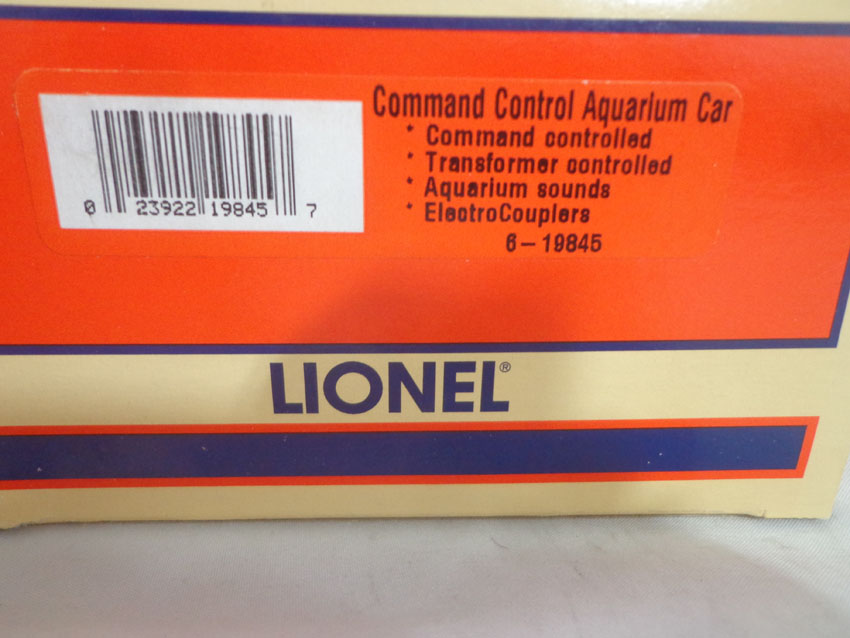 Command Control Aquarium Car
* Command controlled
* Transformer controlled
* Aquarium sounds
* ElectroCouplers
6-19845
0 23922 19845 7
LIONEL®